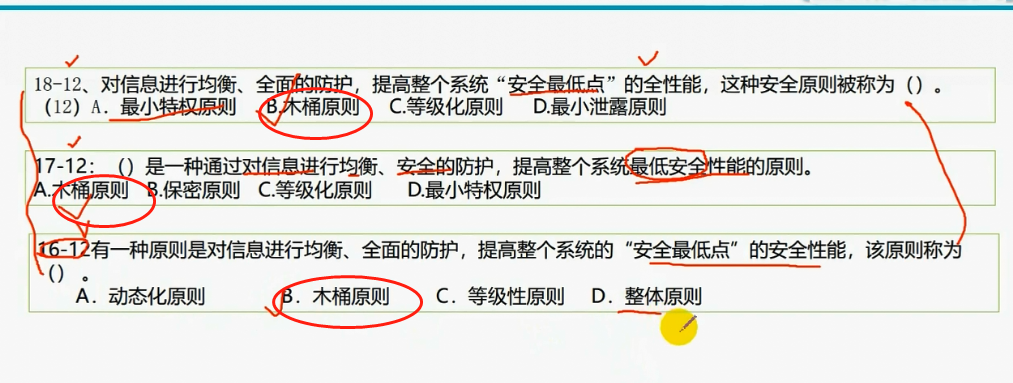 18-12、对信息进行均衡、全面的防护，提高整个系统“安全最低点”的全性能，这种安全原则被称为（）。
（12）A．最小特权原则 B.木桶原则 C.等级化原则 D.最小泄露原则
17-12：（）是一种通过对信息进行均衡、安全的防护，提高整个系统最低安全性能的原则。
A.木桶原则 B.保密原则 C.等级化原则 D.最小特权原则
16-12有一种原则是对信息进行均衡、全面的防护，提高整个系统的“安全最低点”的安全性能，该原则称为
（）。
A．动态化原则 B．木桶原则 C．等级性原则 D．整体原则